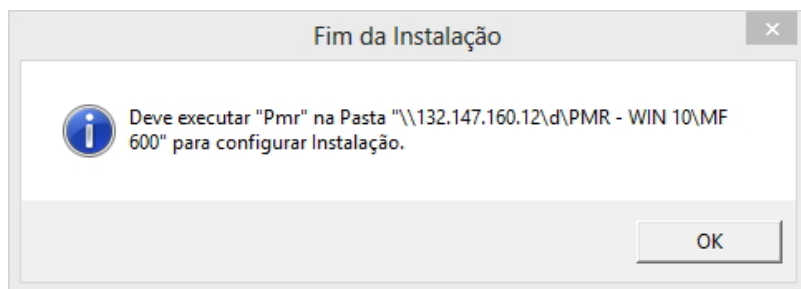 Fim da Instalação
Deve executar "Pmr" na Pasta "\\132.147.160.12\d\PMR - WIN 10\MF
600" para configurar Instalação.
OK